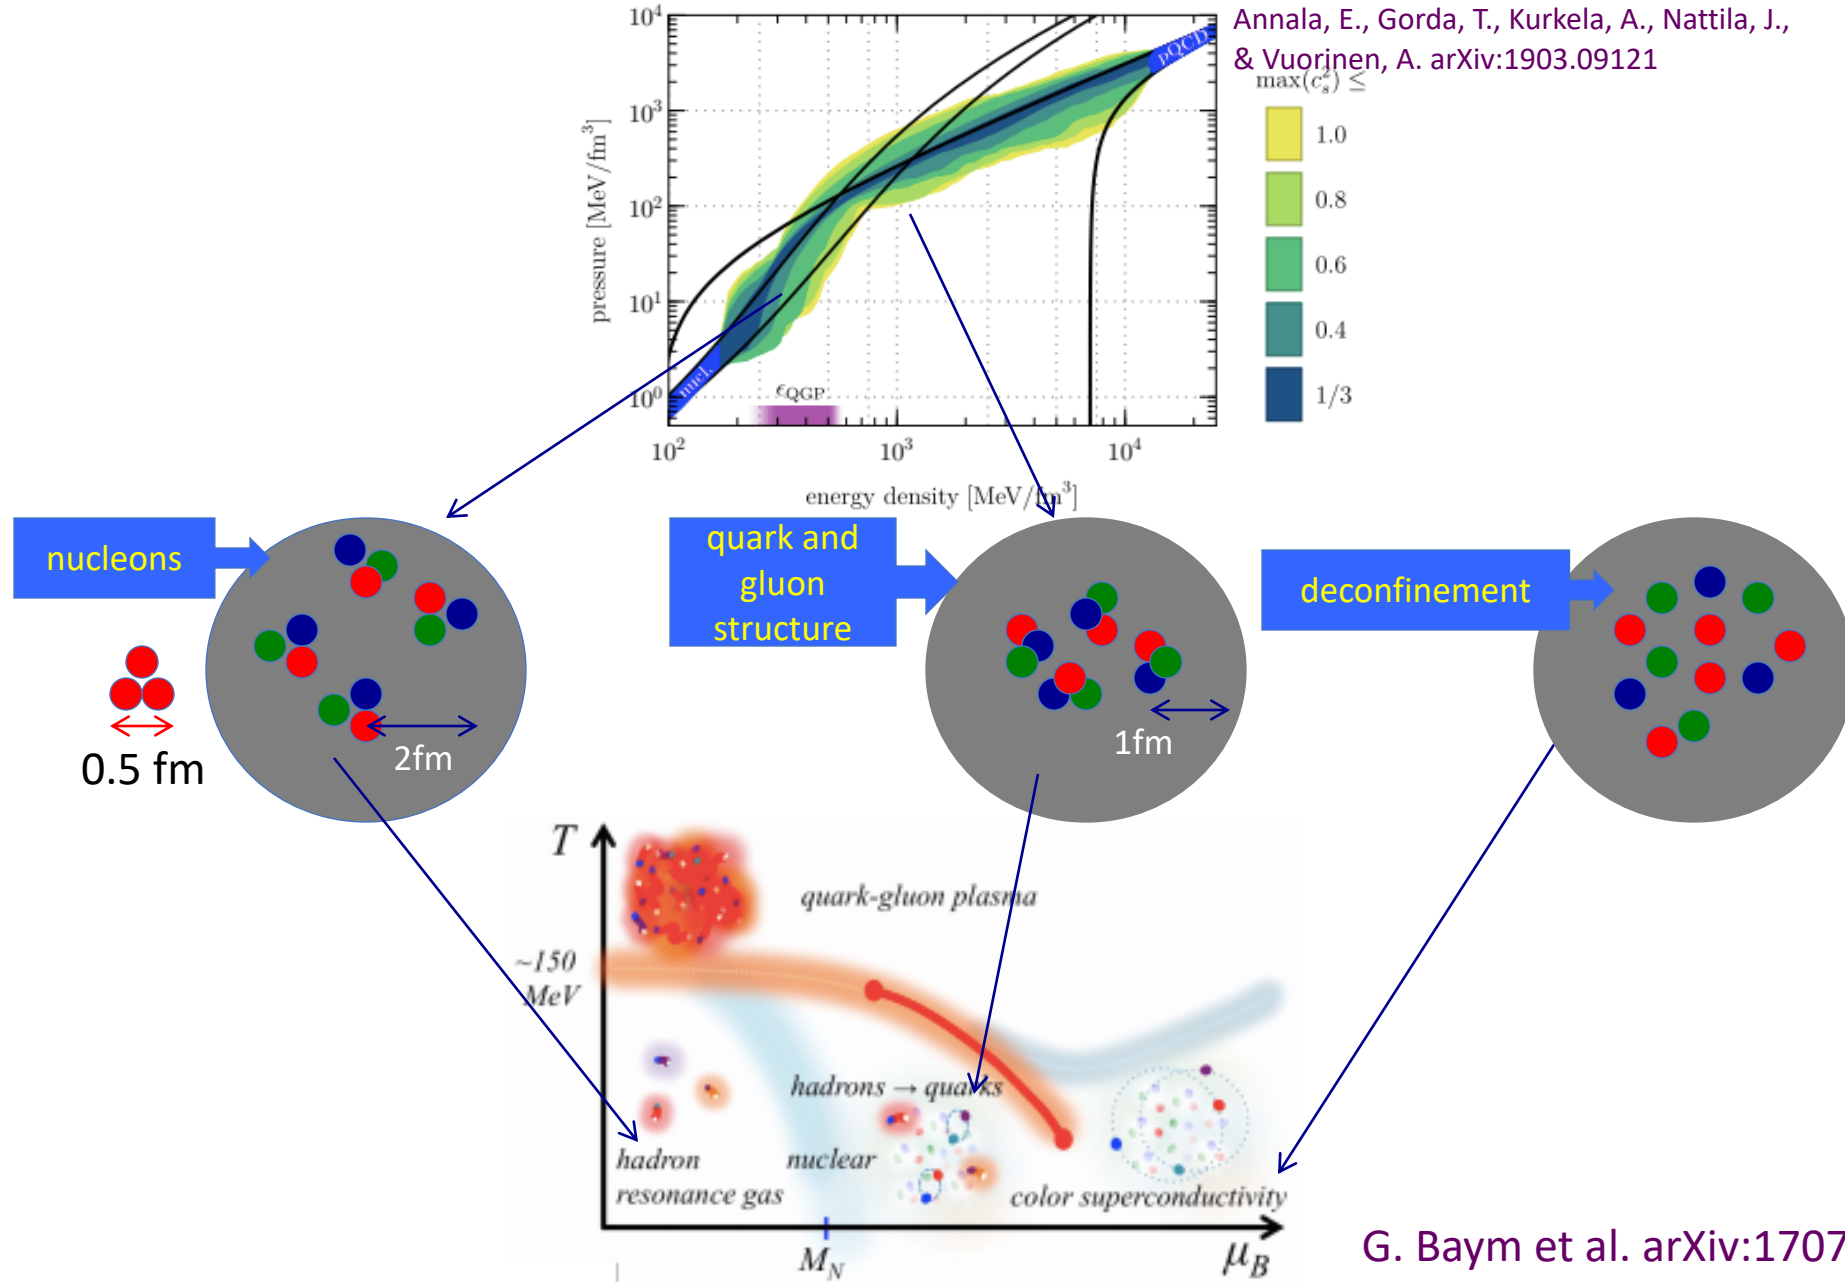 Annala, E., Gorda, T., Kurkela, A., Nattila, J.,
& Vuorinen, A. arXiv:1903.09121
max(c_s^2) ≤
1.0
0.8
0.6
0.4
1/3
pressure [MeV/fm^3]
10^4
10^3
10^2
10^1
10^0
pQCD
nucl.
ϵ_QGP
10^2
10^3
10^4
energy density [MeV/fm^3]
nucleons
quark and
gluon
structure
deconfinement
0.5 fm
2fm
1fm
T
quark-gluon plasma
~150
MeV
hadrons → quarks
hadron
resonance gas
nuclear
color superconductivity
M_N
μ_B
G. Baym et al. arXiv:1707